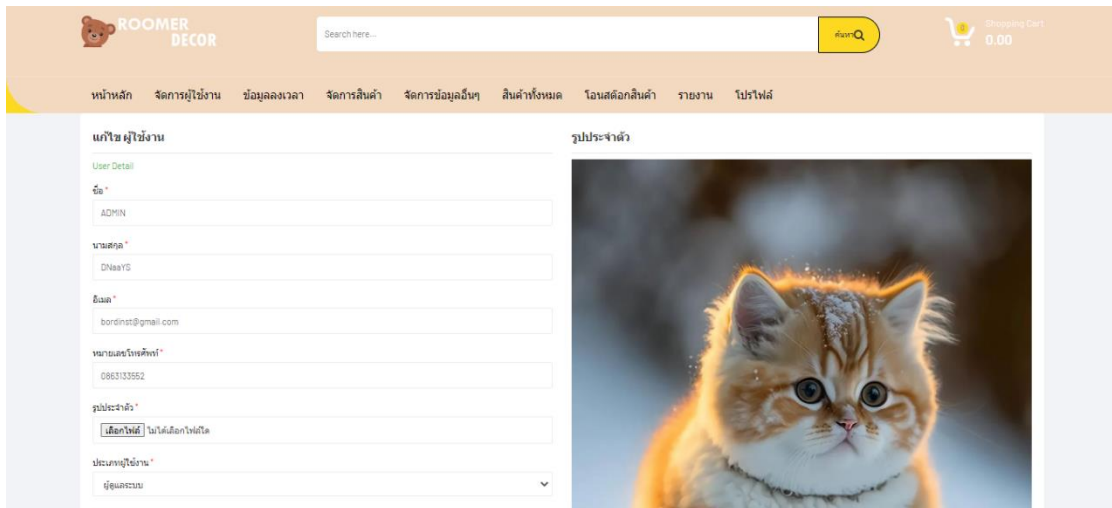 ROOMER
DECOR
Search here...
ค้นหา
0
Shopping Cart
0.00
หน้าหลัก จัดการผู้ใช้งาน ข้อมูลลงเวลา จัดการสินค้า จัดการข้อมูลอื่นๆ สินค้าทั้งหมด โอนสต๊อกสินค้า รายงาน โปรไฟล์
แก้ไข ผู้ใช้งาน
User Detail
ชื่อ *
ADMIN
นามสกุล *
DNaaYS
อีเมล *
bordinst@gmail.com
หมายเลขโทรศัพท์ *
0863133552
รูปประจำตัว *
เลือกไฟล์ ไม่ได้เลือกไฟล์ใด
ประเภทผู้ใช้งาน *
ผู้ดูแลระบบ
รูปประจำตัว